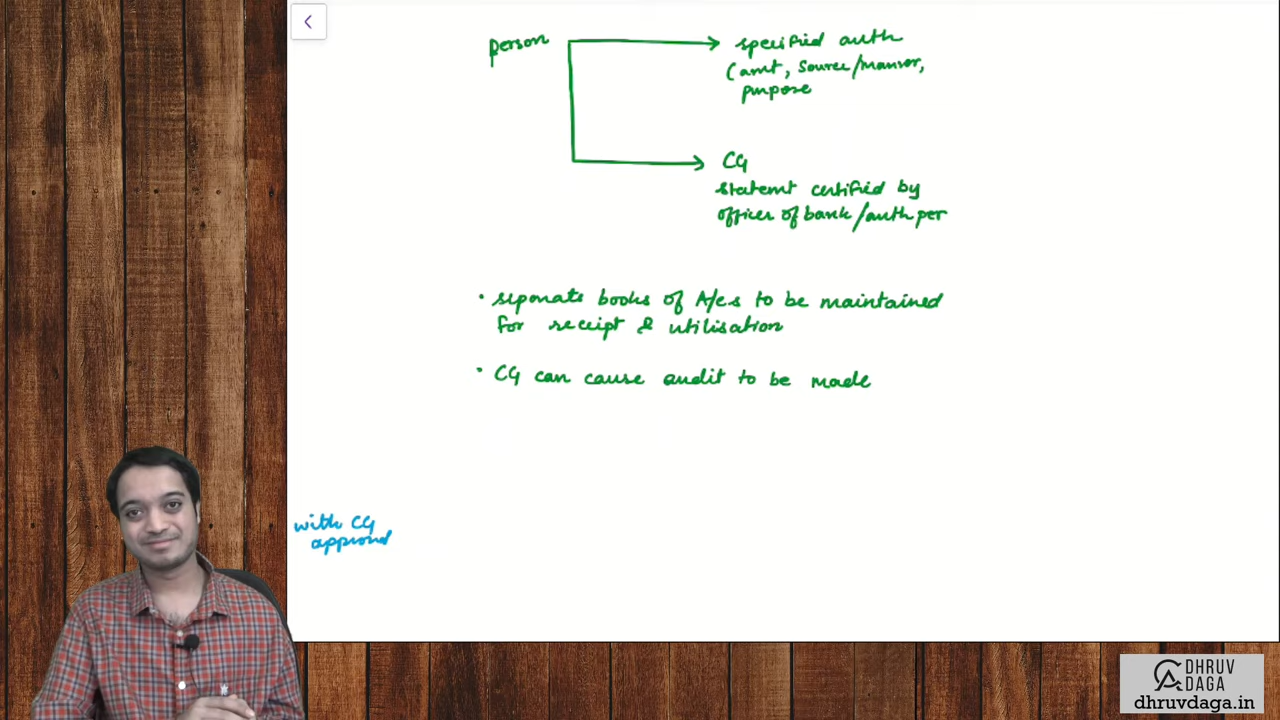 person
specified auth
(amt, source/manner,
purpose
CG
statemt certified by
officer of bank/auth per
• separate books of A/cs to be maintained
for receipt & utilisation
• CG can cause audit to be made
with CG
approval
DHRUV
DAGA
dhruvdaga.in